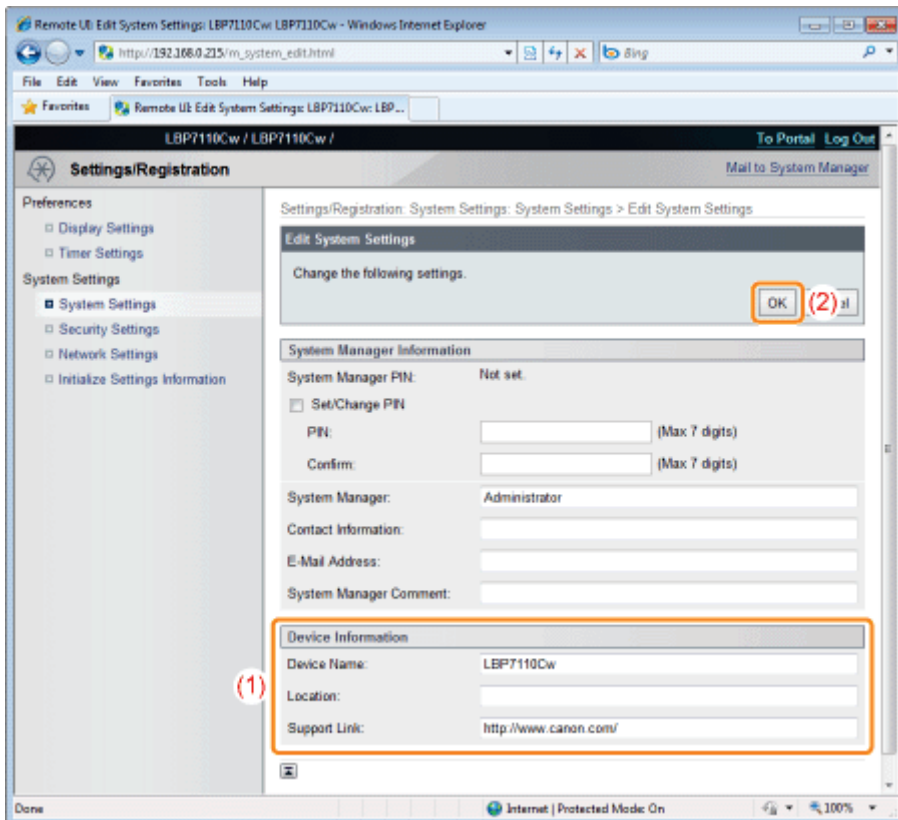 Remote UI: Edit System Settings: LBP7110Cw: LBP7110Cw - Windows Internet Explorer
http://192.168.0.215/m_system_edit.html
Bing
File Edit View Favorites Tools Help
Favorites Remote UI: Edit System Settings: LBP7110Cw: LBP...
LBP7110Cw / LBP7110Cw / To Portal Log Out
Settings/Registration Mail to System Manager
Preferences
Display Settings
Timer Settings
System Settings
System Settings
Security Settings
Network Settings
Initialize Settings Information
Settings/Registration: System Settings: System Settings > Edit System Settings
Edit System Settings
Change the following settings.
OK (2)
System Manager Information
System Manager PIN: Not set.
Set/Change PIN
PIN: (Max 7 digits)
Confirm: (Max 7 digits)
System Manager: Administrator
Contact Information:
E-Mail Address:
System Manager Comment:
(1)
Device Information
Device Name: LBP7110Cw
Location:
Support Link: http://www.canon.com/
Done Internet | Protected Mode: On 100%